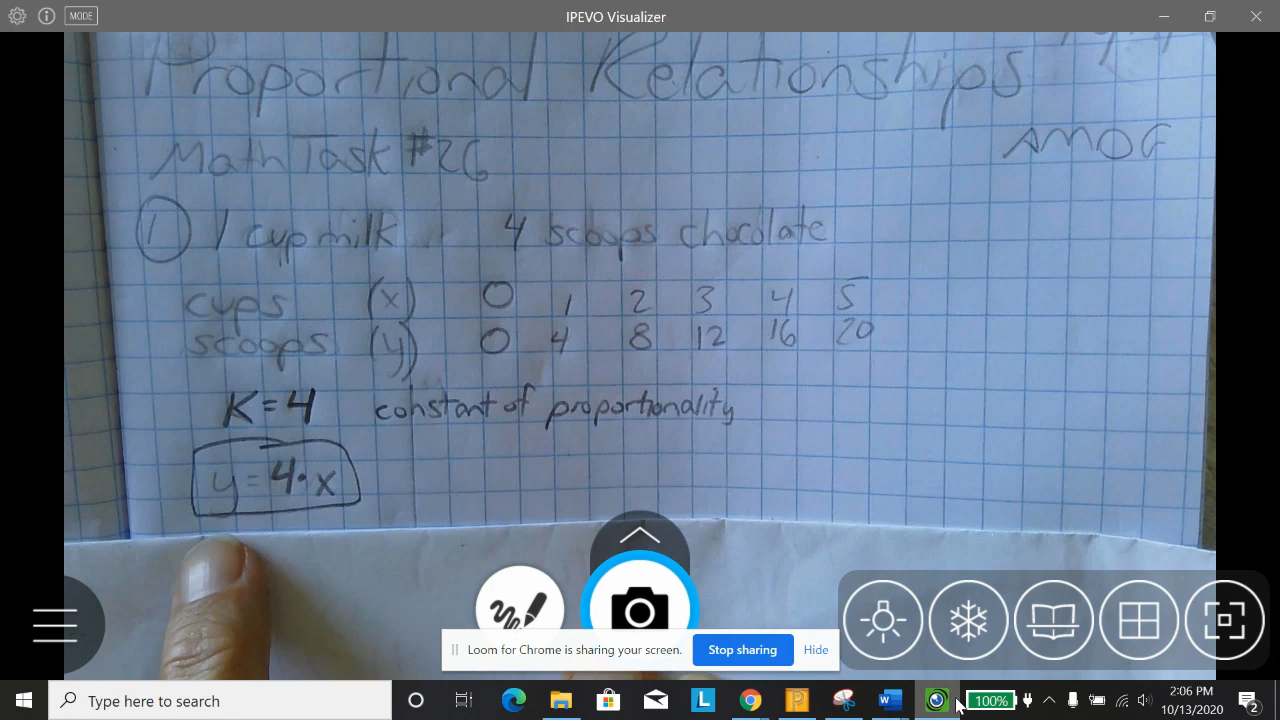 MODE
IPEVO Visualizer
Proportional Relationships
Math Task #26
AMOG
1 1 cup milk 4 scoops chocolate
cups (x) 0 1 2 3 4 5
scoops (y) 0 4 8 12 16 20
K=4 constant of proportionality
y=4·x
Loom for Chrome is sharing your screen. Stop sharing Hide
Type here to search
100%
2:06 PM
10/13/2020
2